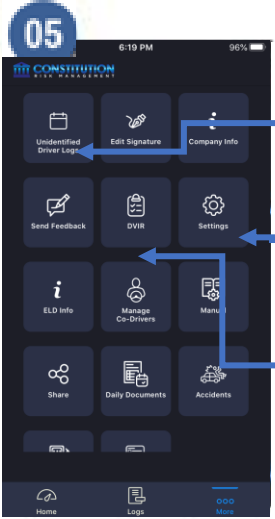 05
6:19 PM 96%
CONSTITUTION
RISK MANAGEMENT
Unidentified Driver Logs
Edit Signature
Company Info
Send Feedback
DVIR
Settings
ELD Info
Manage Co-Drivers
Manual
Share
Daily Documents
Accidents
Home
Logs
More